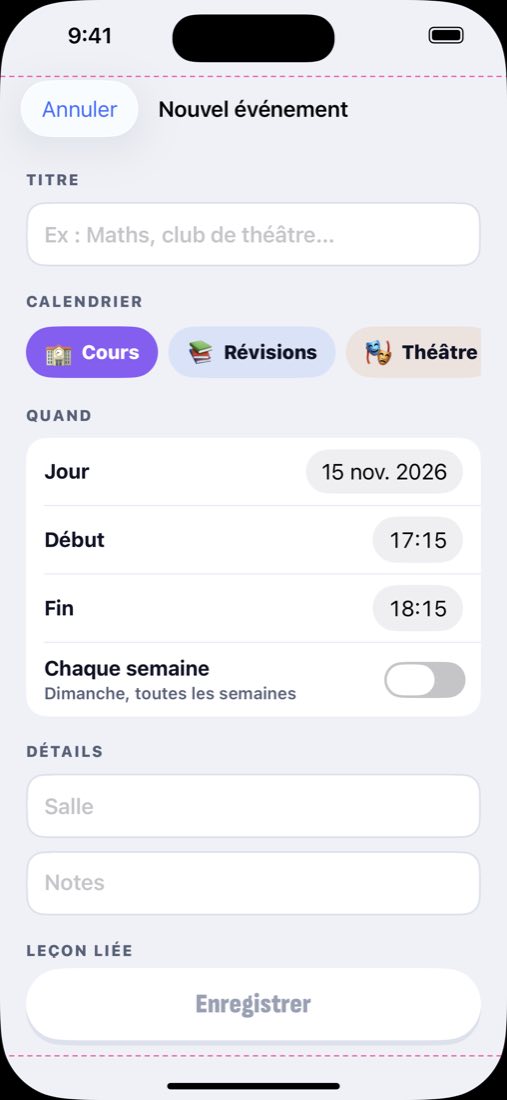 9:41
Annuler
Nouvel événement
TITRE
Ex : Maths, club de théâtre...
CALENDRIER
Cours
Révisions
Théâtre
QUAND
Jour
15 nov. 2026
Début
17:15
Fin
18:15
Chaque semaine
Dimanche, toutes les semaines
DÉTAILS
Salle
Notes
LEÇON LIÉE
Enregistrer